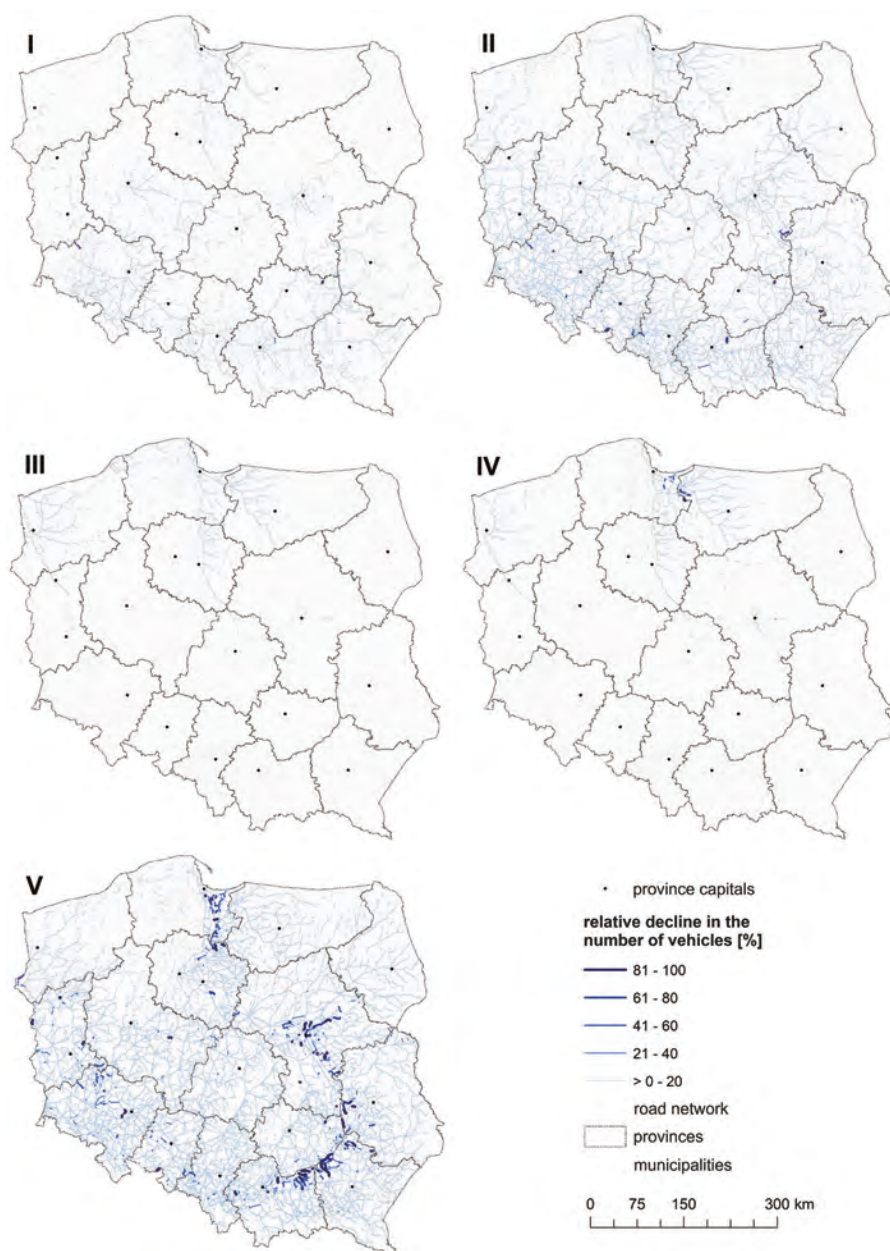 I
II
III
IV
V
province capitals
relative decline in the
number of vehicles [%]
81 - 100
61 - 80
41 - 60
21 - 40
> 0 - 20
road network
provinces
municipalities
0 75 150 300 km